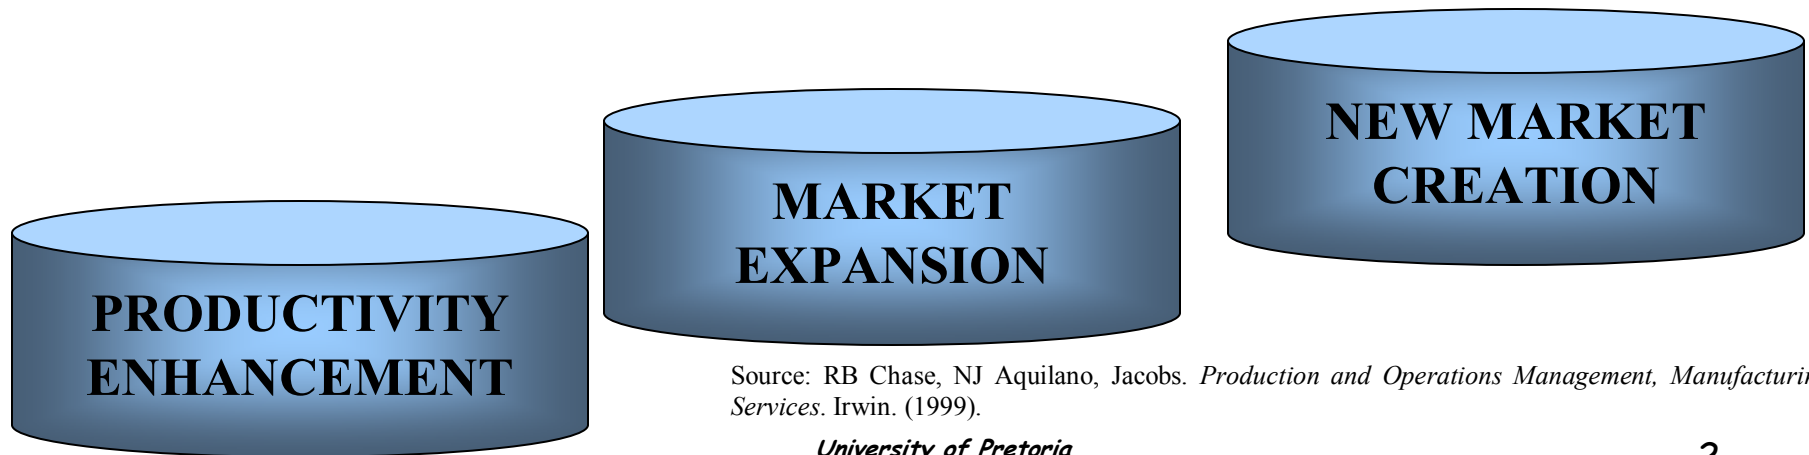 NEW MARKET
CREATION
MARKET
EXPANSION
PRODUCTIVITY
ENHANCEMENT
Source: RB Chase, NJ Aquilano, Jacobs. Production and Operations Management,
Services. Irwin. (1999).
University of Pretoria